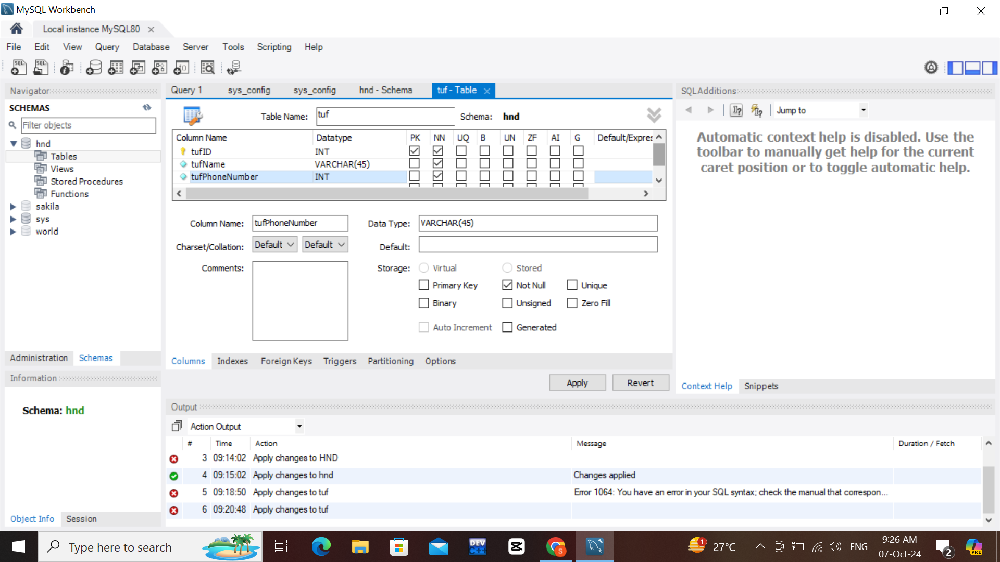 MySQL Workbench
Local instance MySQL80
File Edit View Query Database Server Tools Scripting Help
Navigator
SCHEMAS
Filter objects
hnd
Tables
Views
Stored Procedures
Functions
sakila
sys
world
Administration Schemas
Information
Schema: hnd
Object Info Session
Query 1 sys_config sys_config hnd - Schema tuf - Table
Table Name: tuf Schema: hnd
Column Name Datatype PK NN UQ B UN ZF AI G Default/Expres
tufID INT
tufName VARCHAR(45)
tufPhoneNumber INT
Column Name: tufPhoneNumber Data Type: VARCHAR(45)
Charset/Collation: Default Default Default:
Comments: Storage: Virtual Stored
Primary Key Not Null Unique
Binary Unsigned Zero Fill
Auto Increment Generated
Columns Indexes Foreign Keys Triggers Partitioning Options
Apply Revert
SQLAdditions
Jump to
Automatic context help is disabled. Use the
toolbar to manually get help for the current
caret position or to toggle automatic help.
Context Help Snippets
Output
Action Output
# Time Action Message Duration / Fetch
3 09:14:02 Apply changes to HND
4 09:15:02 Apply changes to hnd Changes applied
5 09:18:50 Apply changes to tuf Error 1064: You have an error in your SQL syntax; check the manual that correspon...
6 09:20:48 Apply changes to tuf
Type here to search
DEV
C++
S
1
27°C
ENG
9:26 AM
07-Oct-24
2
PRE